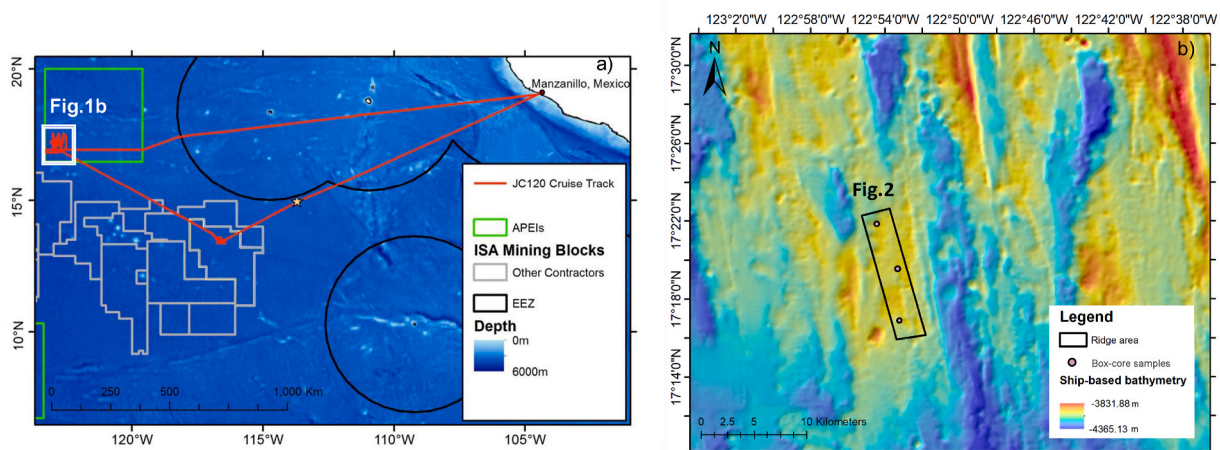 a)
20°N
15°N
10°N
Fig.1b
Manzanillo, Mexico
JC120 Cruise Track
APEIs
ISA Mining Blocks
Other Contractors
EEZ
Depth
0m
6000m
0 250 500 1,000 Km
120°W 115°W 110°W 105°W
123°2'0"W 122°58'0"W 122°54'0"W 122°50'0"W 122°46'0"W 122°42'0"W 122°38'0"W
b)
N
17°30'0"N
17°26'0"N
17°22'0"N
17°18'0"N
17°14'0"N
Fig.2
Legend
Ridge area
Box-core samples
Ship-based bathymetry
-3831.88 m
-4365.13 m
0 2.5 5 10 Kilometers